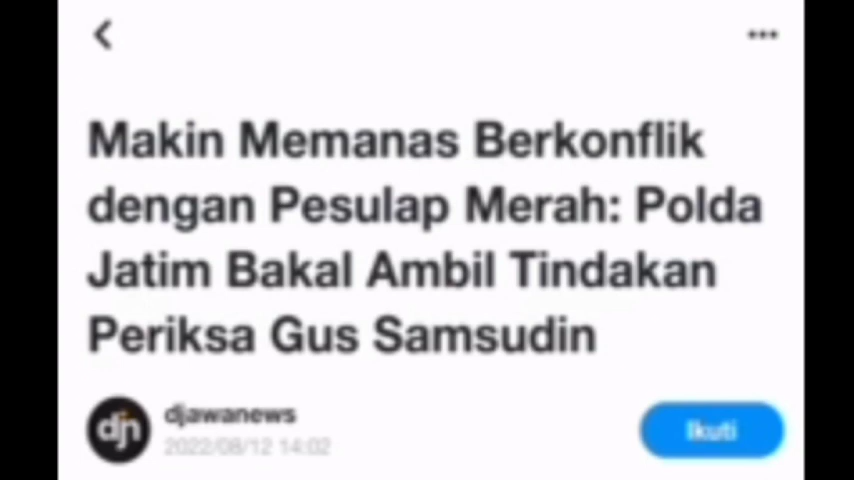 Makin Memanas Berkonflik
dengan Pesulap Merah: Polda
Jatim Bakal Ambil Tindakan
Periksa Gus Samsudin
djn
djawanews
2022/08/12 14:02
Ikuti